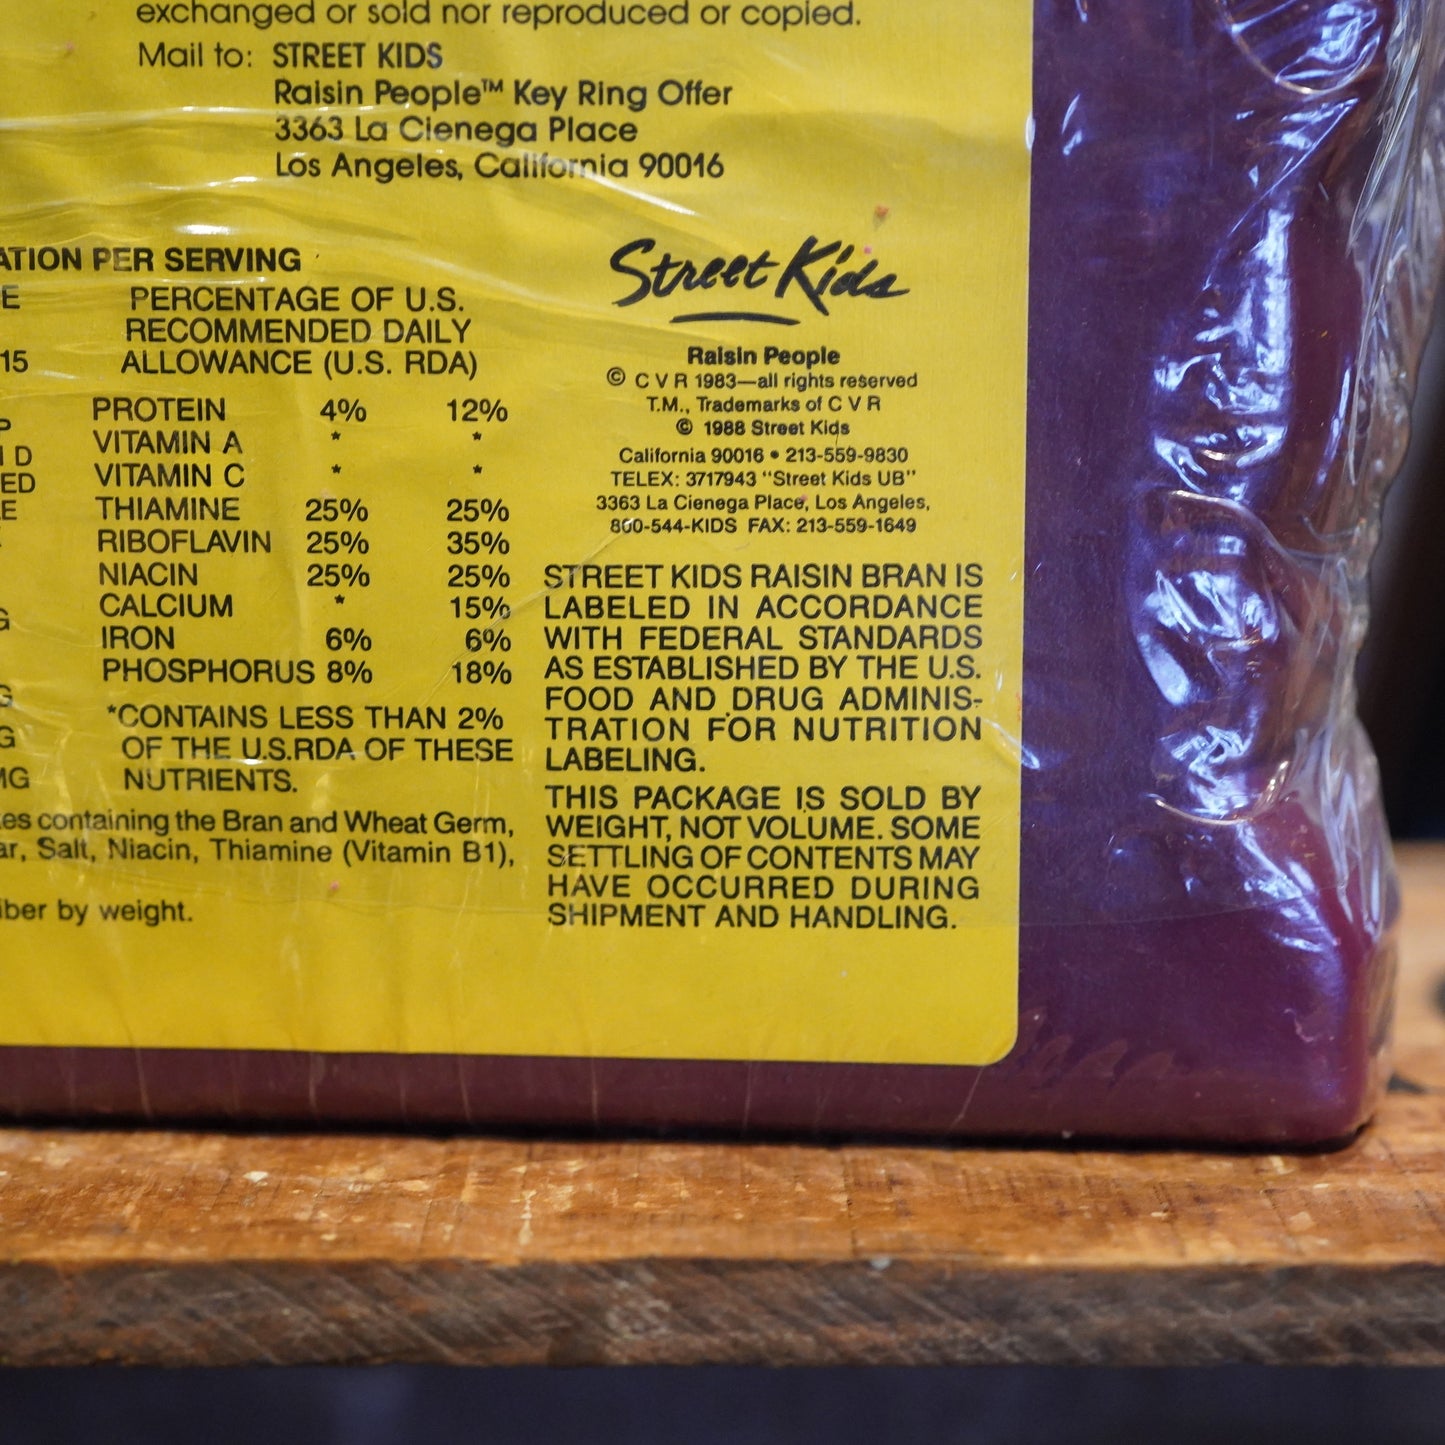 exchanged or sold nor reproduced or copied.
Mail to: STREET KIDS
Raisin People™ Key Ring Offer
3363 La Cienega Place
Los Angeles, California 90016
ATION PER SERVING
E
15
P
D
ED
E
G
G
G
MG
PERCENTAGE OF U.S.
RECOMMENDED DAILY
ALLOWANCE (U.S. RDA)
PROTEIN 4% 12%
VITAMIN A * *
VITAMIN C * *
THIAMINE 25% 25%
RIBOFLAVIN 25% 35%
NIACIN 25% 25%
CALCIUM * 15%
IRON 6% 6%
PHOSPHORUS 8% 18%
*CONTAINS LESS THAN 2%
OF THE U.S.RDA OF THESE
NUTRIENTS.
kes containing the Bran and Wheat Germ,
ar, Salt, Niacin, Thiamine (Vitamin B1),
iber by weight.
Street Kids
Raisin People
© C V R 1983—all rights reserved
T.M., Trademarks of C V R
© 1988 Street Kids
California 90016 • 213-559-9830
TELEX: 3717943 "Street Kids UB"
3363 La Cienega Place, Los Angeles,
800-544-KIDS FAX: 213-559-1649
STREET KIDS RAISIN BRAN IS
LABELED IN ACCORDANCE
WITH FEDERAL STANDARDS
AS ESTABLISHED BY THE U.S.
FOOD AND DRUG ADMINIS-
TRATION FOR NUTRITION
LABELING.
THIS PACKAGE IS SOLD BY
WEIGHT, NOT VOLUME. SOME
SETTLING OF CONTENTS MAY
HAVE OCCURRED DURING
SHIPMENT AND HANDLING.